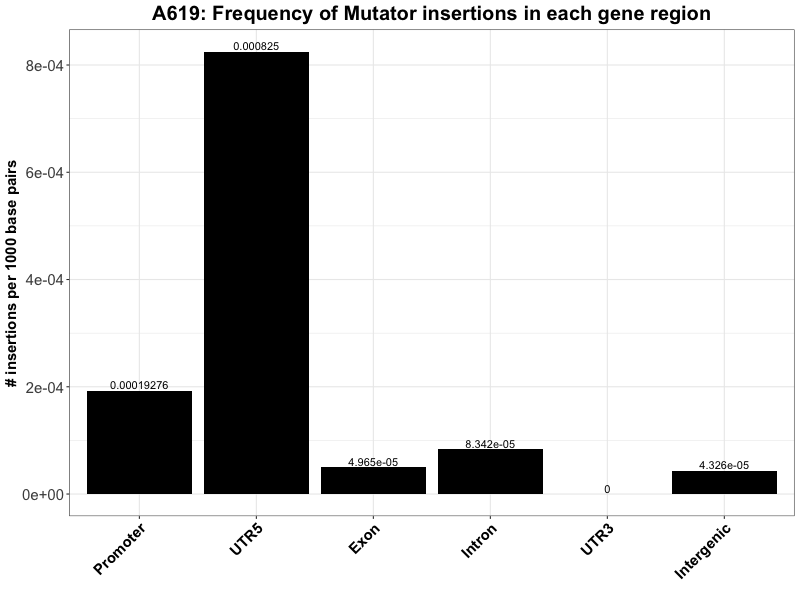 A619: Frequency of Mutator insertions in each gene region
# insertions per 1000 base pairs
8e-04
6e-04
4e-04
2e-04
0e+00
0.00019276
0.000825
4.965e-05
8.342e-05
0
4.326e-05
Promoter
UTR5
Exon
Intron
UTR3
Intergenic